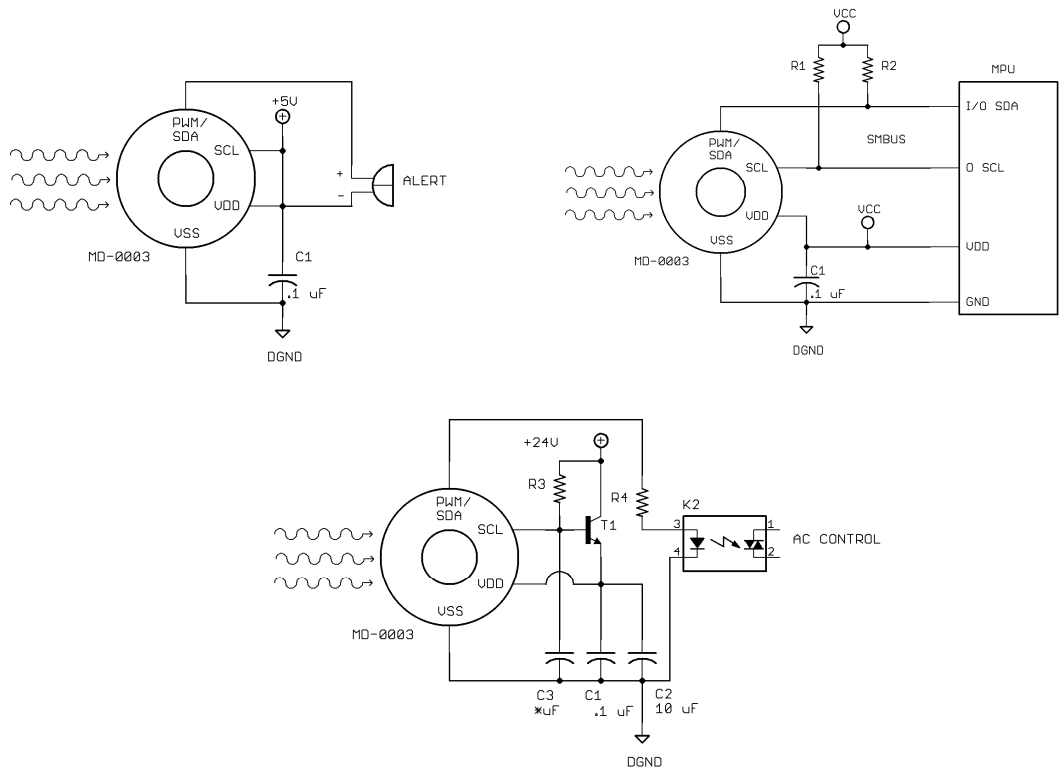 +5V
PWM/
SDA
SCL
VDD
VSS
+
-
ALERT
MD-0003
C1
.1 uF
DGND
VCC
R1
R2
MPU
I/O SDA
SMBUS
PWM/
SDA
SCL
O SCL
VDD
VCC
VSS
VDD
MD-0003
C1
.1 uF
GND
DGND
+24V
R3
R4
K2
PWM/
SDA
SCL
T1
3
1
4
2
AC CONTROL
VDD
VSS
MD-0003
C3
*uF
C1
.1 uF
C2
10 uF
DGND